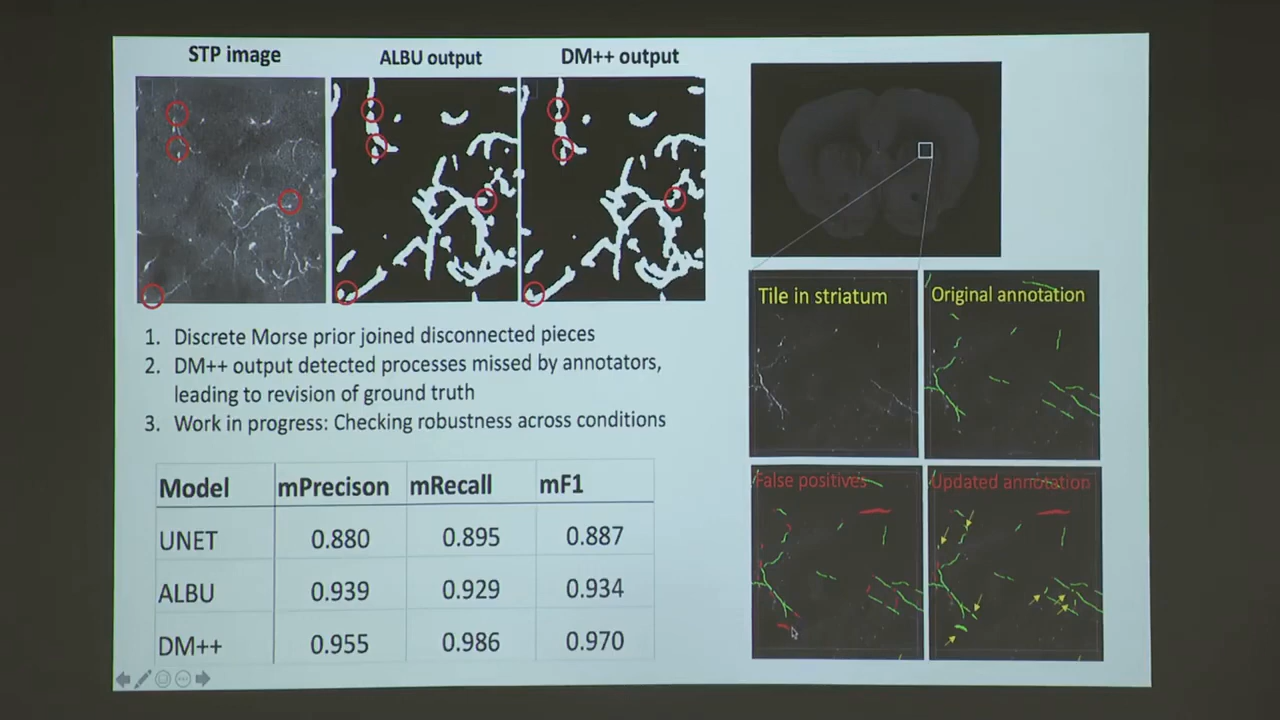 STP image
ALBU output
DM++ output
1. Discrete Morse prior joined disconnected pieces
2. DM++ output detected processes missed by annotators,
leading to revision of ground truth
3. Work in progress: Checking robustness across conditions
Model mPrecison mRecall mF1
UNET 0.880 0.895 0.887
ALBU 0.939 0.929 0.934
DM++ 0.955 0.986 0.970
Tile in striatum
Original annotation
False positives
Updated annotation